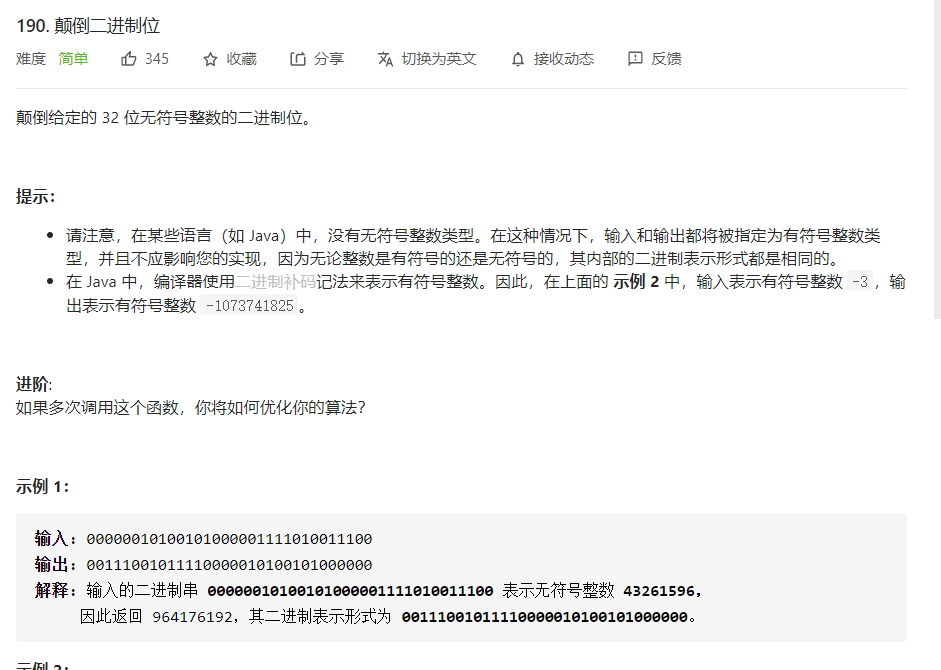 190. 颠倒二进制位
难度 简单 345 收藏 分享 切换为英文 接收动态 反馈
颠倒给定的 32 位无符号整数的二进制位。
提示：
请注意，在某些语言（如 Java）中，没有无符号整数类型。在这种情况下，输入和输出都将被指定为有符号整数类
型，并且不应影响您的实现，因为无论整数是有符号的还是无符号的，其内部的二进制表示形式都是相同的。
在 Java 中，编译器使用二进制补码记法来表示有符号整数。因此，在上面的 示例 2 中，输入表示有符号整数 -3，输
出表示有符号整数 -1073741825。
进阶:
如果多次调用这个函数，你将如何优化你的算法？
示例 1：
输入：00000010100101000001111010011100
输出：00111001011110000010100101000000
解释：输入的二进制串 00000010100101000001111010011100 表示无符号整数 43261596，
因此返回 964176192，其二进制表示形式为 00111001011110000010100101000000。
示例 2：